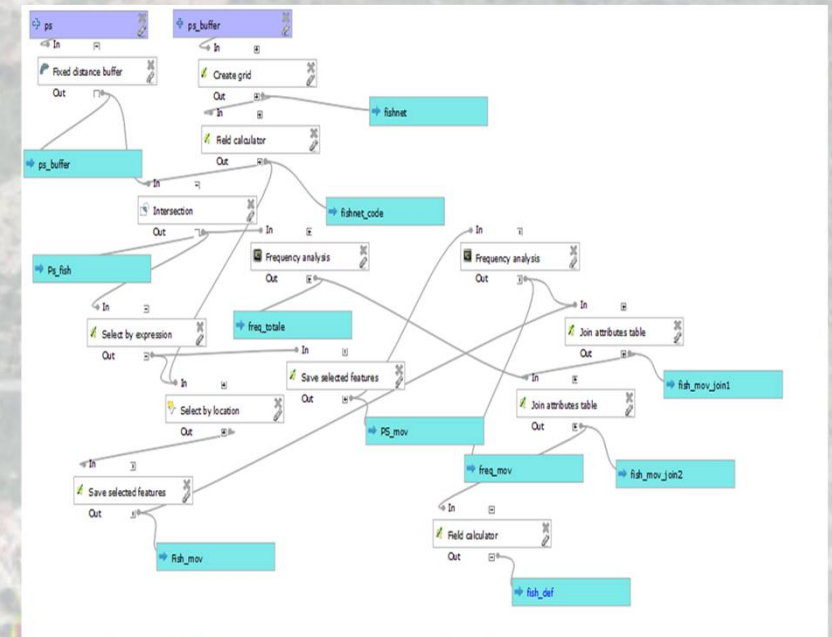 ps
ps_buffer
In
In
Fixed distance buffer
Create grid
Out
Out
fishnet
In
Field calculator
ps_buffer
Out
In
Intersection
fishnet_code
Out
In
In
Frequency analysis
Frequency analysis
Ps_fish
Out
Out
In
In
Select by expression
freq_totale
Join attributes table
Out
In
Out
Save selected features
In
fish_mov_join1
In
Select by location
Out
Join attributes table
Out
PS_mov
Out
In
freq_mov
fish_mov_join2
Save selected features
Out
In
Field calculator
Fish_mov
Out
fish_def